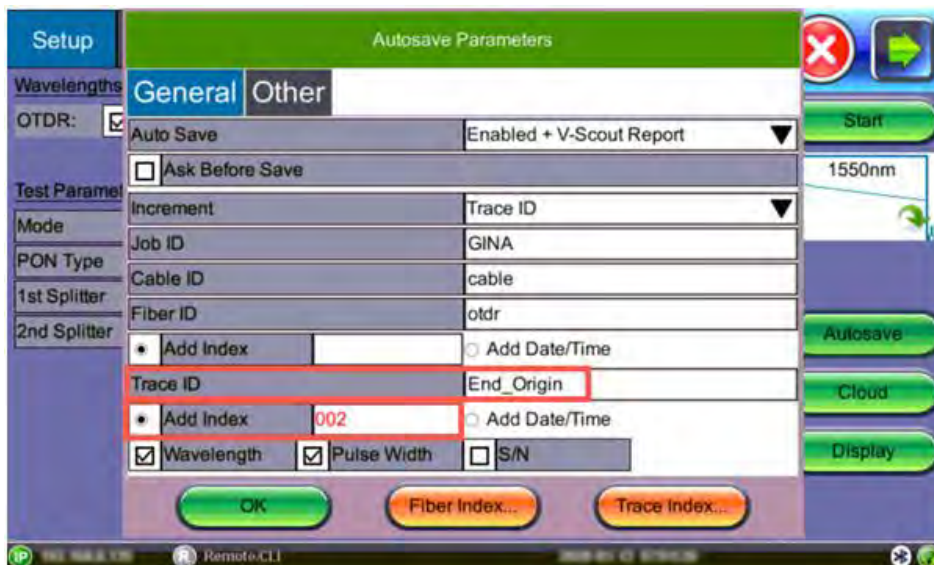 Setup
Autosave Parameters
Wavelengths
General Other
OTDR:
Auto Save Enabled + V-Scout Report
Start
Ask Before Save
1550nm
Test Paramet
Increment Trace ID
Mode
Job ID GINA
PON Type
Cable ID cable
1st Splitter
Fiber ID otdr
2nd Splitter
Add Index Add Date/Time
Autosave
Trace ID End_Origin
Cloud
Add Index 002 Add Date/Time
Wavelength Pulse Width S/N
Display
OK Fiber Index... Trace Index...
IP R Remote:CLI